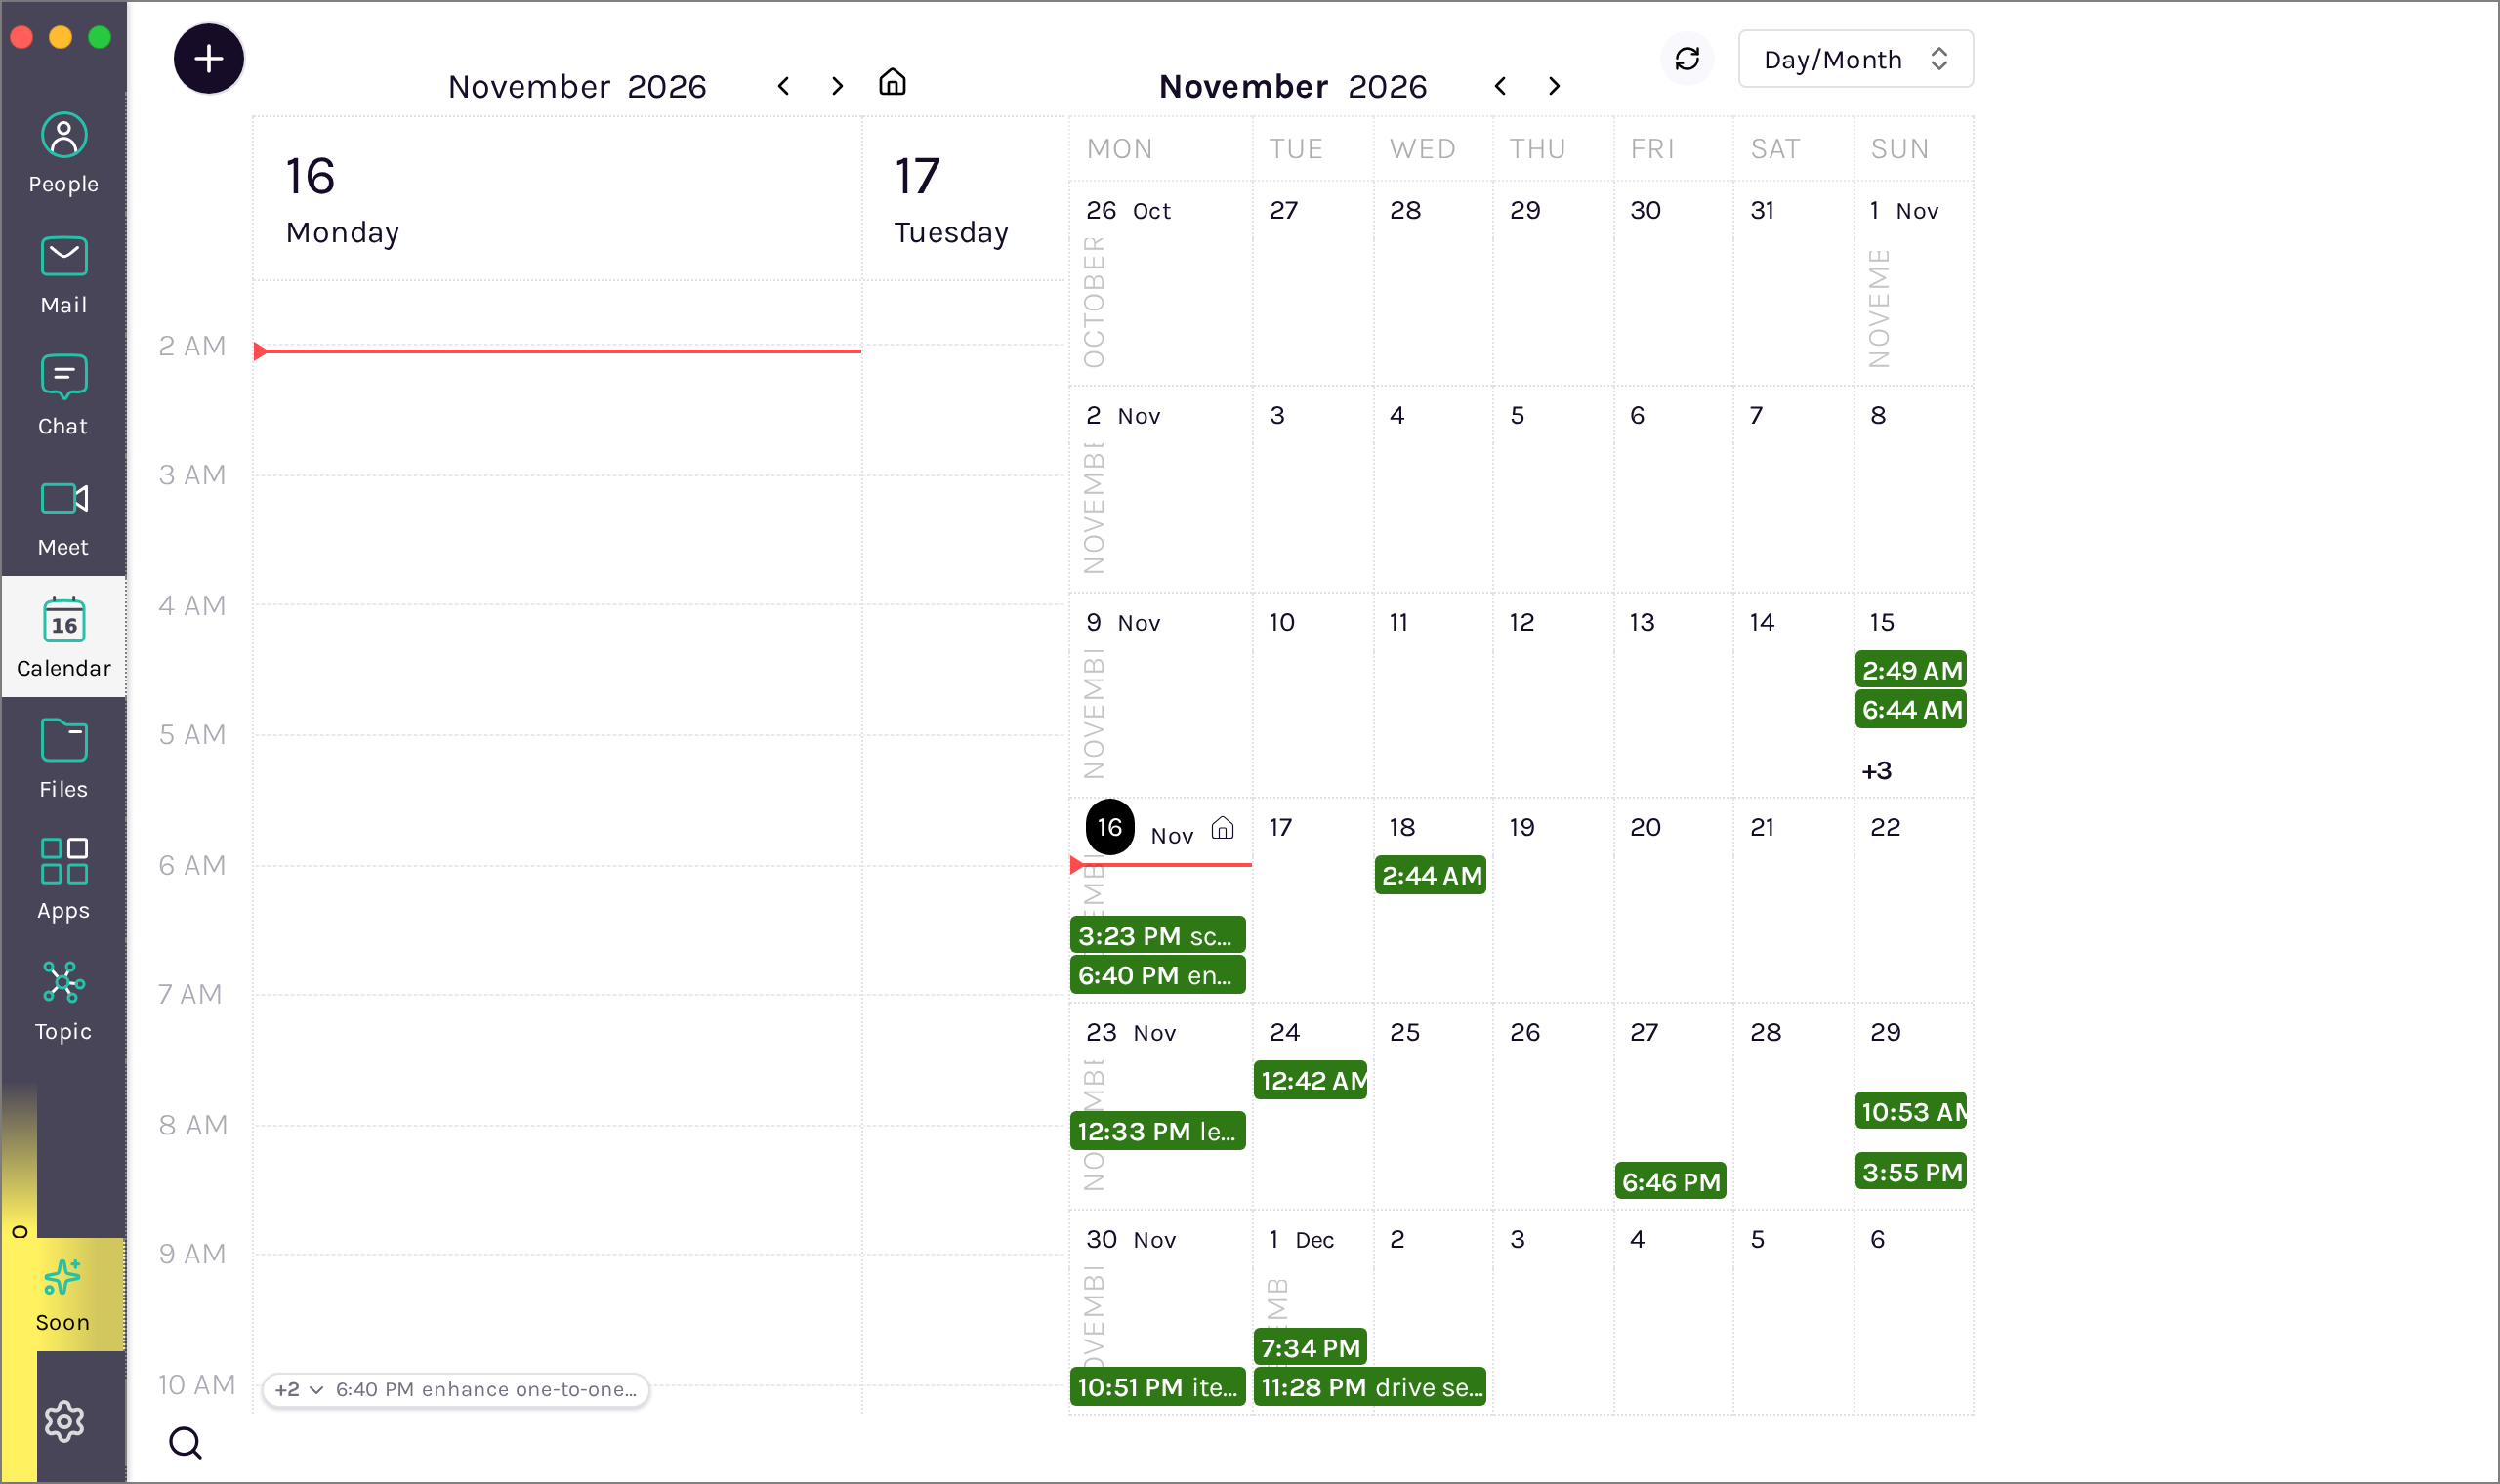 People
Mail
Chat
Meet
16
Calendar
Files
Apps
Topic
Soon
November 2026
16
Monday
17
Tuesday
2 AM
3 AM
4 AM
5 AM
6 AM
7 AM
8 AM
9 AM
10 AM
+2 6:40 PM enhance one-to-one...
November 2026
Day/Month
MON TUE WED THU FRI SAT SUN
26 Oct 27 28 29 30 31 1 Nov
OCTOBER
NOVEME
2 Nov 3 4 5 6 7 8
NOVEMBE
9 Nov 10 11 12 13 14 15
NOVEMBI
2:49 AM
6:44 AM
+3
16 Nov 17 18 19 20 21 22
2:44 AM
3:23 PM sc...
6:40 PM en...
23 Nov 24 25 26 27 28 29
12:42 AM
10:53 AM
12:33 PM le...
6:46 PM
3:55 PM
30 Nov 1 Dec 2 3 4 5 6
7:34 PM
10:51 PM ite...
11:28 PM drive se...